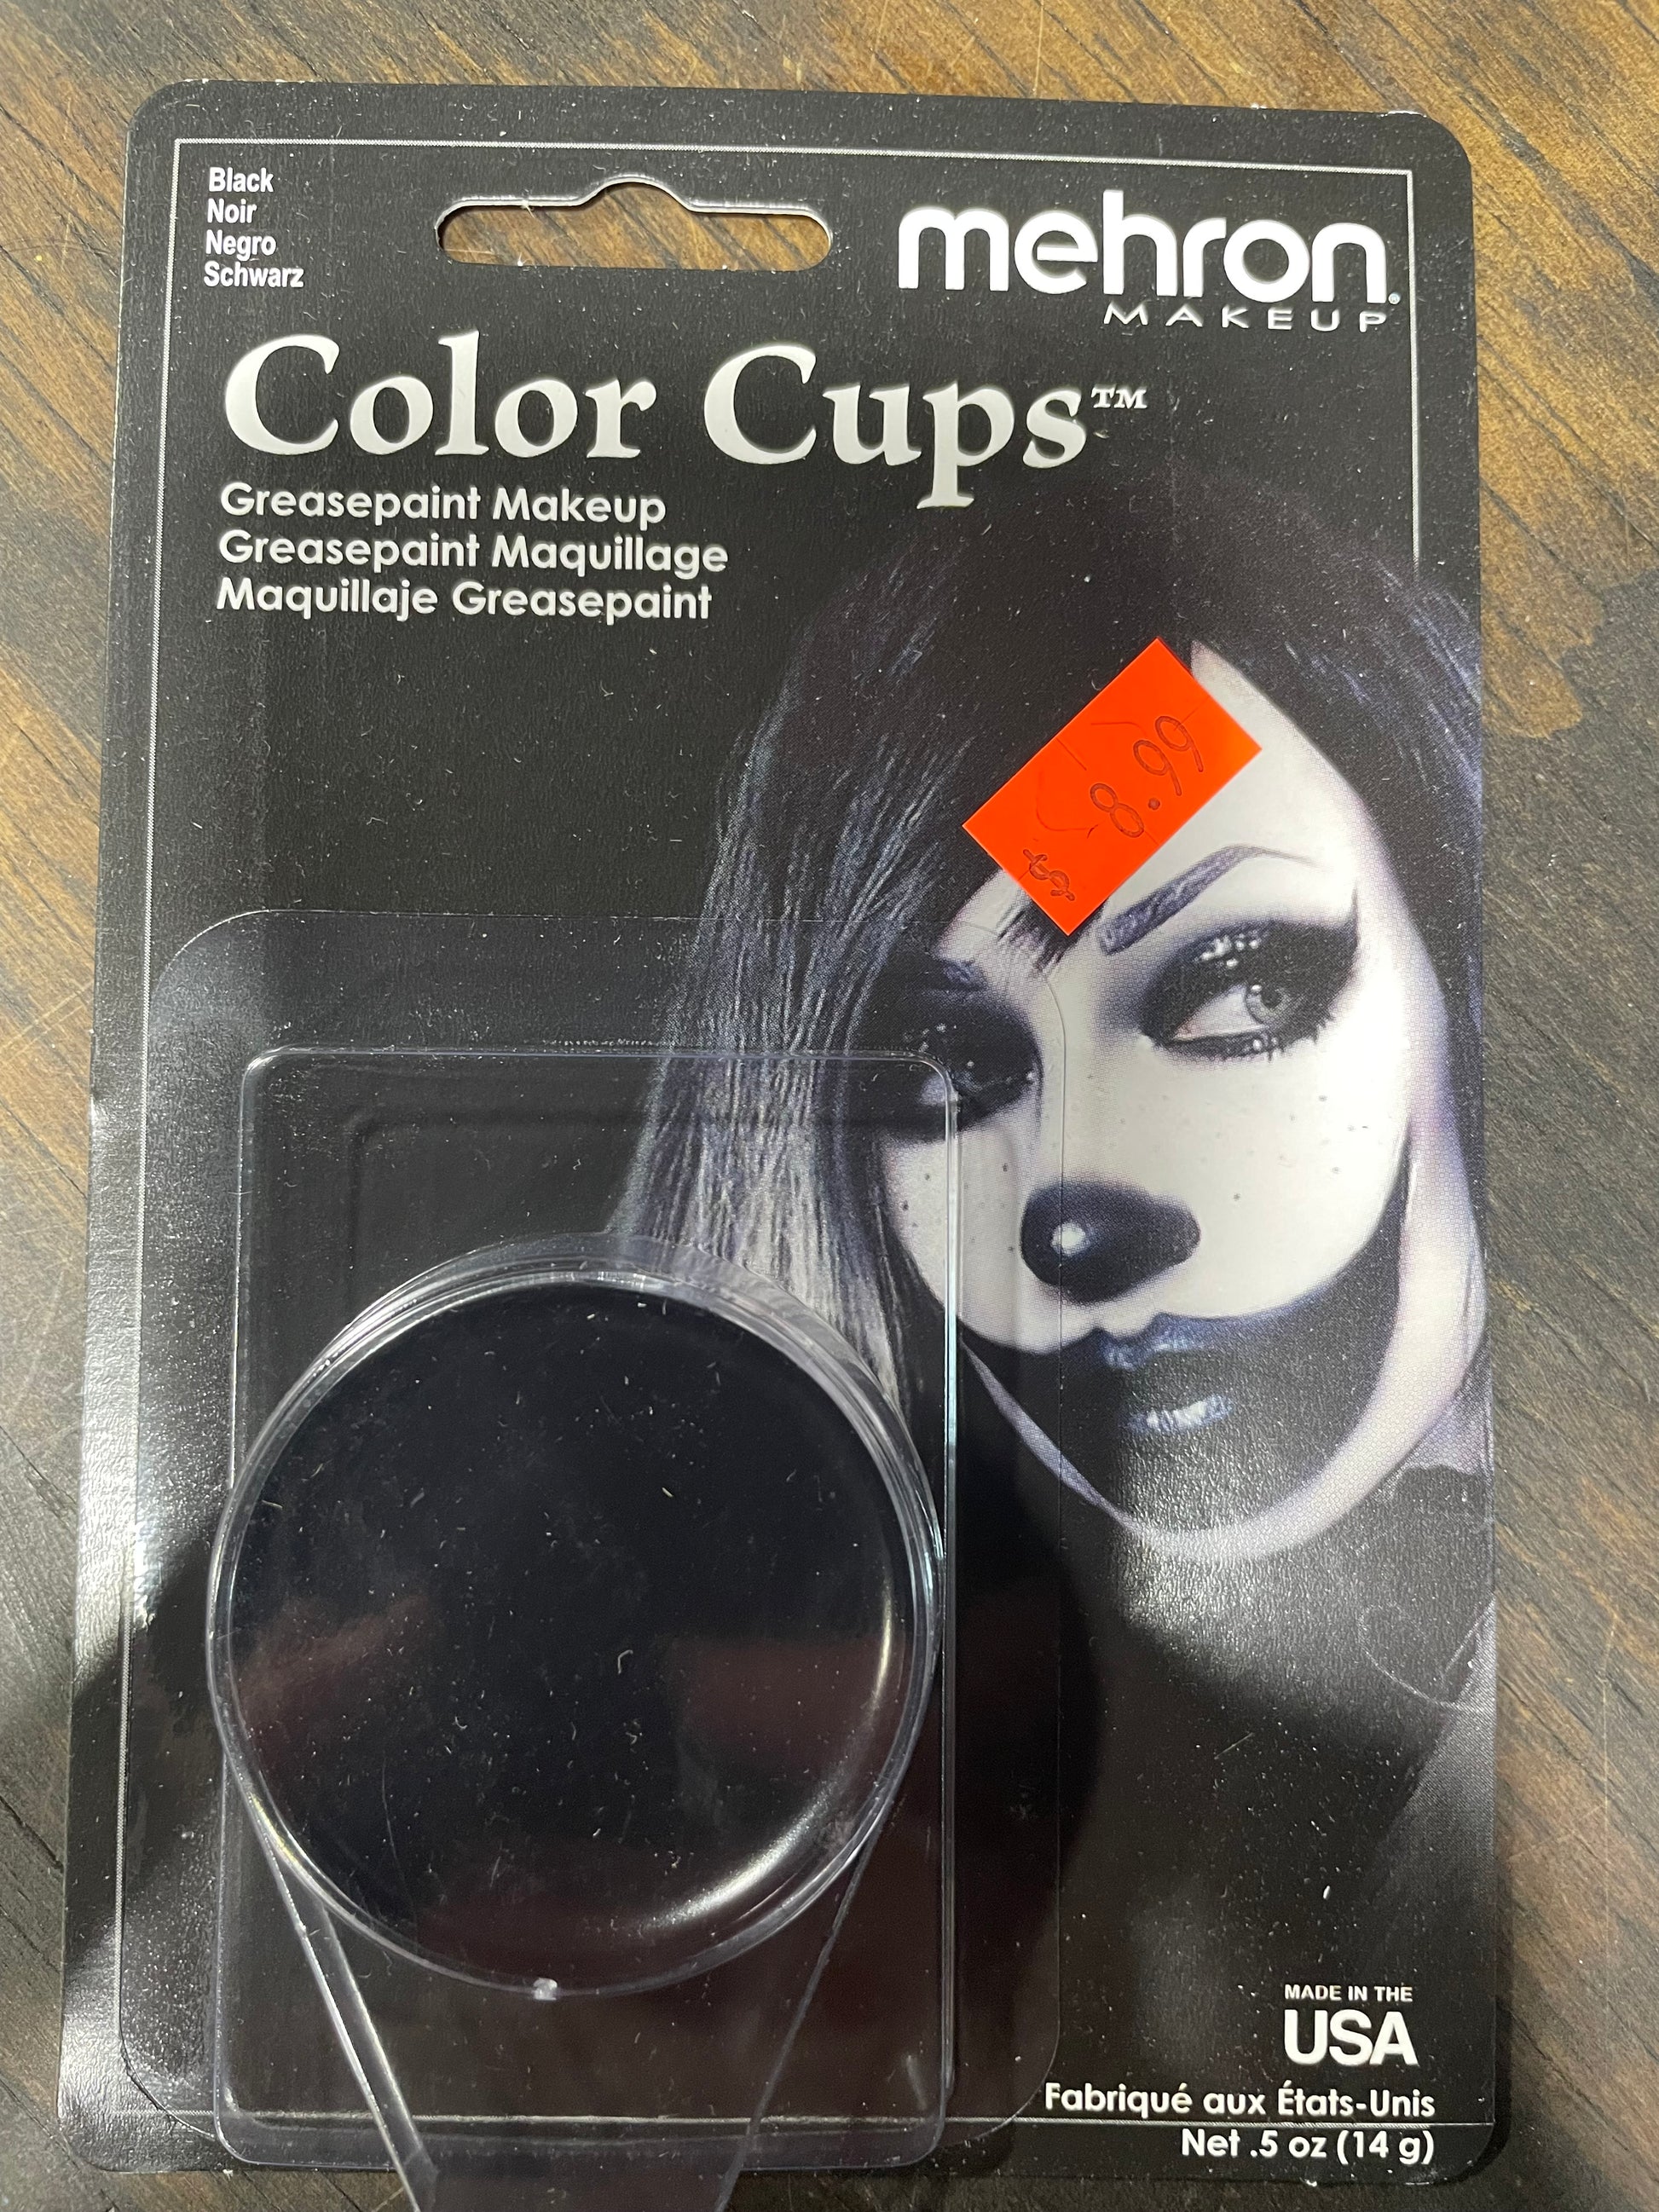 Black
Noir
Negro
Schwarz
mehron
MAKEUP
Color Cups™
Greasepaint Makeup
Greasepaint Maquillage
Maquillaje Greasepaint
$ 8.99
MADE IN THE
USA
Fabriqué aux États-Unis
Net .5 oz (14 g)